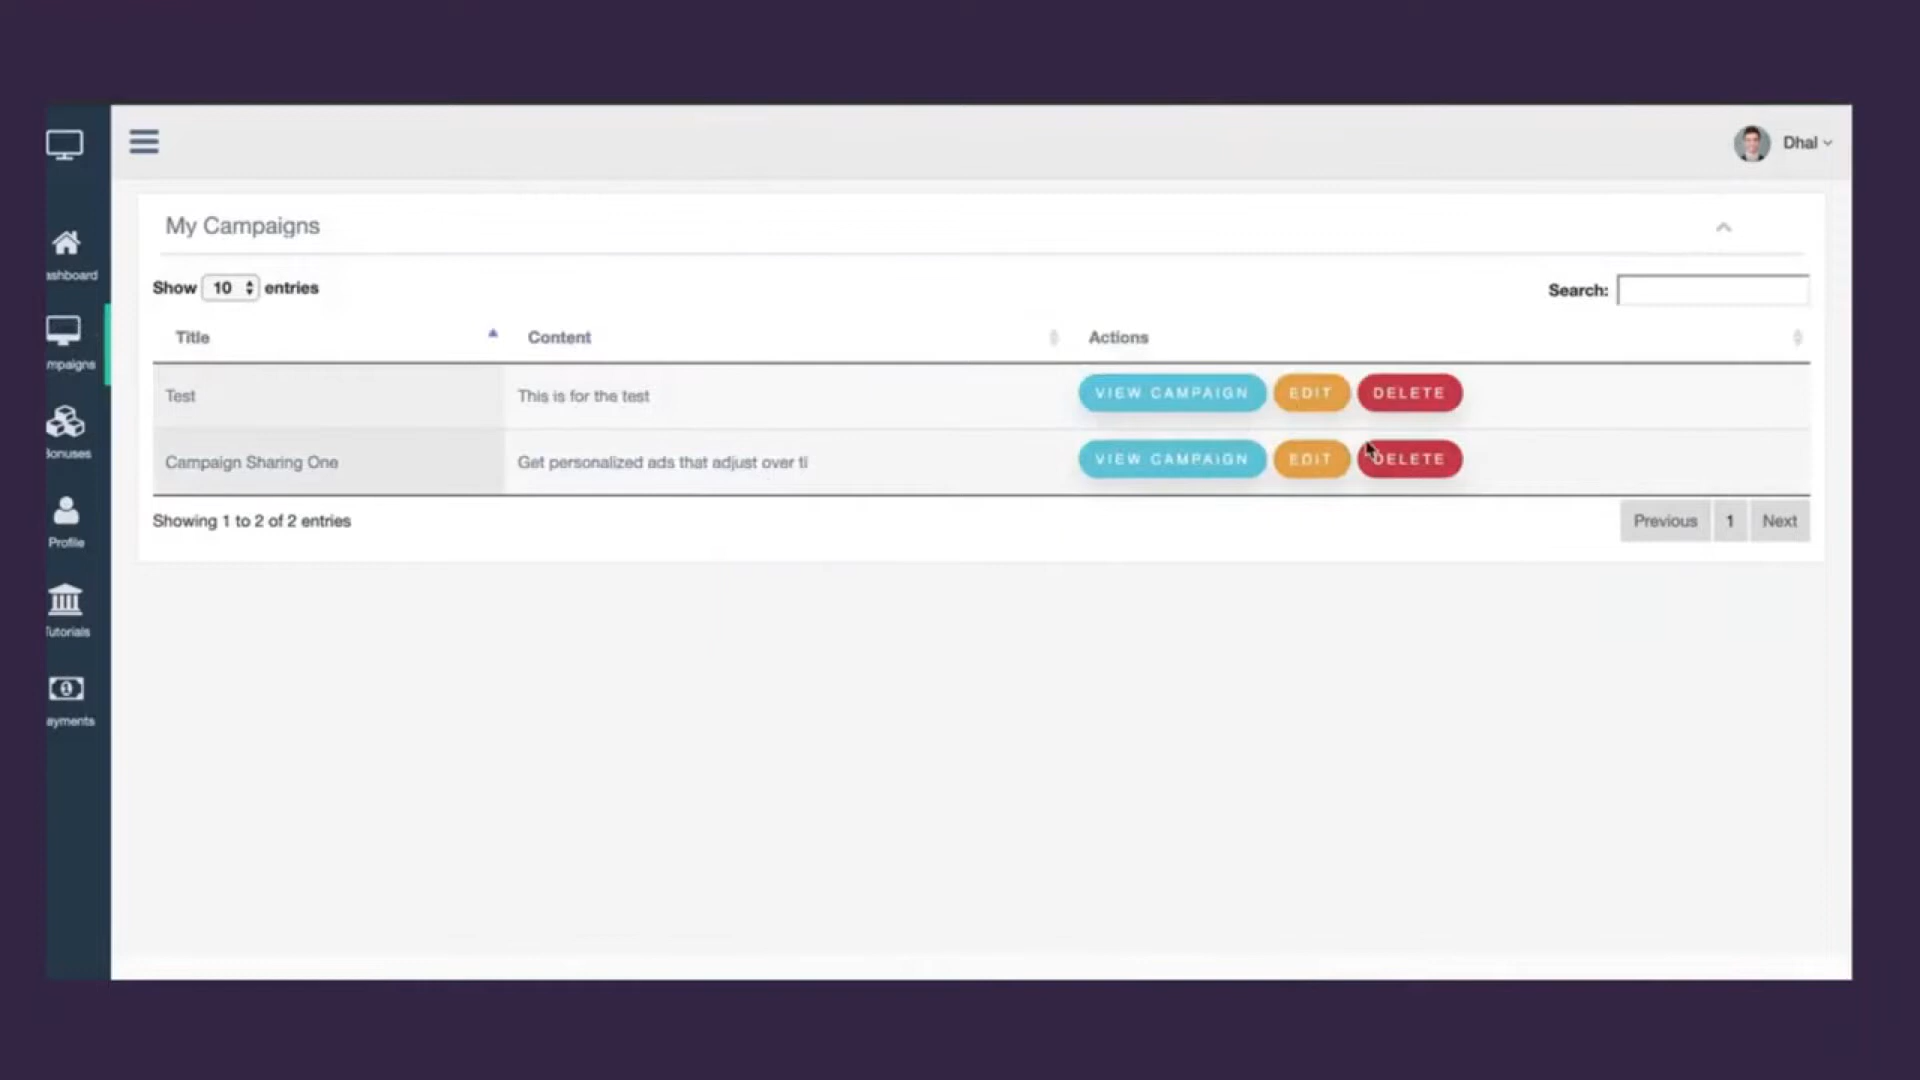 Dhal
My Campaigns
Show 10 entries
Search:
Title Content Actions
Test This is for the test VIEW CAMPAIGN EDIT DELETE
Campaign Sharing One Get personalized ads that adjust over ti VIEW CAMPAIGN EDIT DELETE
Showing 1 to 2 of 2 entries
Previous 1 Next
ashboard
mpaigns
Bonuses
Profile
Tutorials
ayments